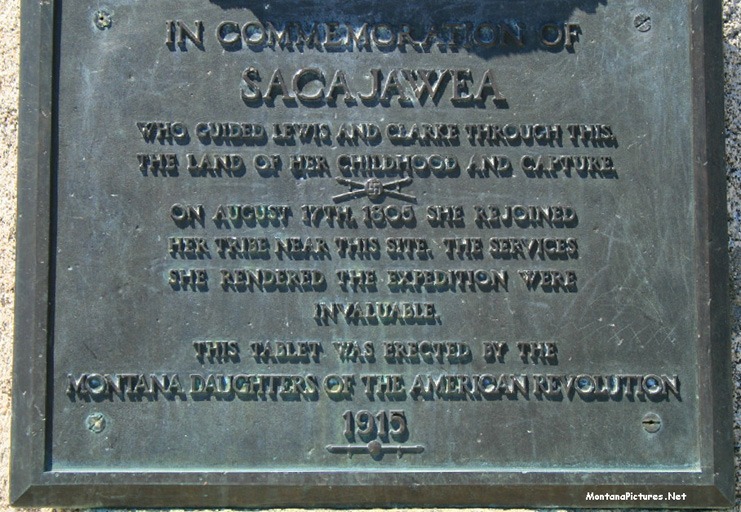 IN COMMEMORATION OF
SACAJAWEA
WHO GUIDED LEWIS AND CLARKE THROUGH THIS,
THE LAND OF HER CHILDHOOD AND CAPTURE.
ON AUGUST 17TH, 1805 SHE REJOINED
HER TRIBE NEAR THIS SITE. THE SERVICES
SHE RENDERED THE EXPEDITION WERE
INVALUABLE.
THIS TABLET WAS ERECTED BY THE
MONTANA DAUGHTERS OF THE AMERICAN REVOLUTION
1915
MontanaPictures.Net